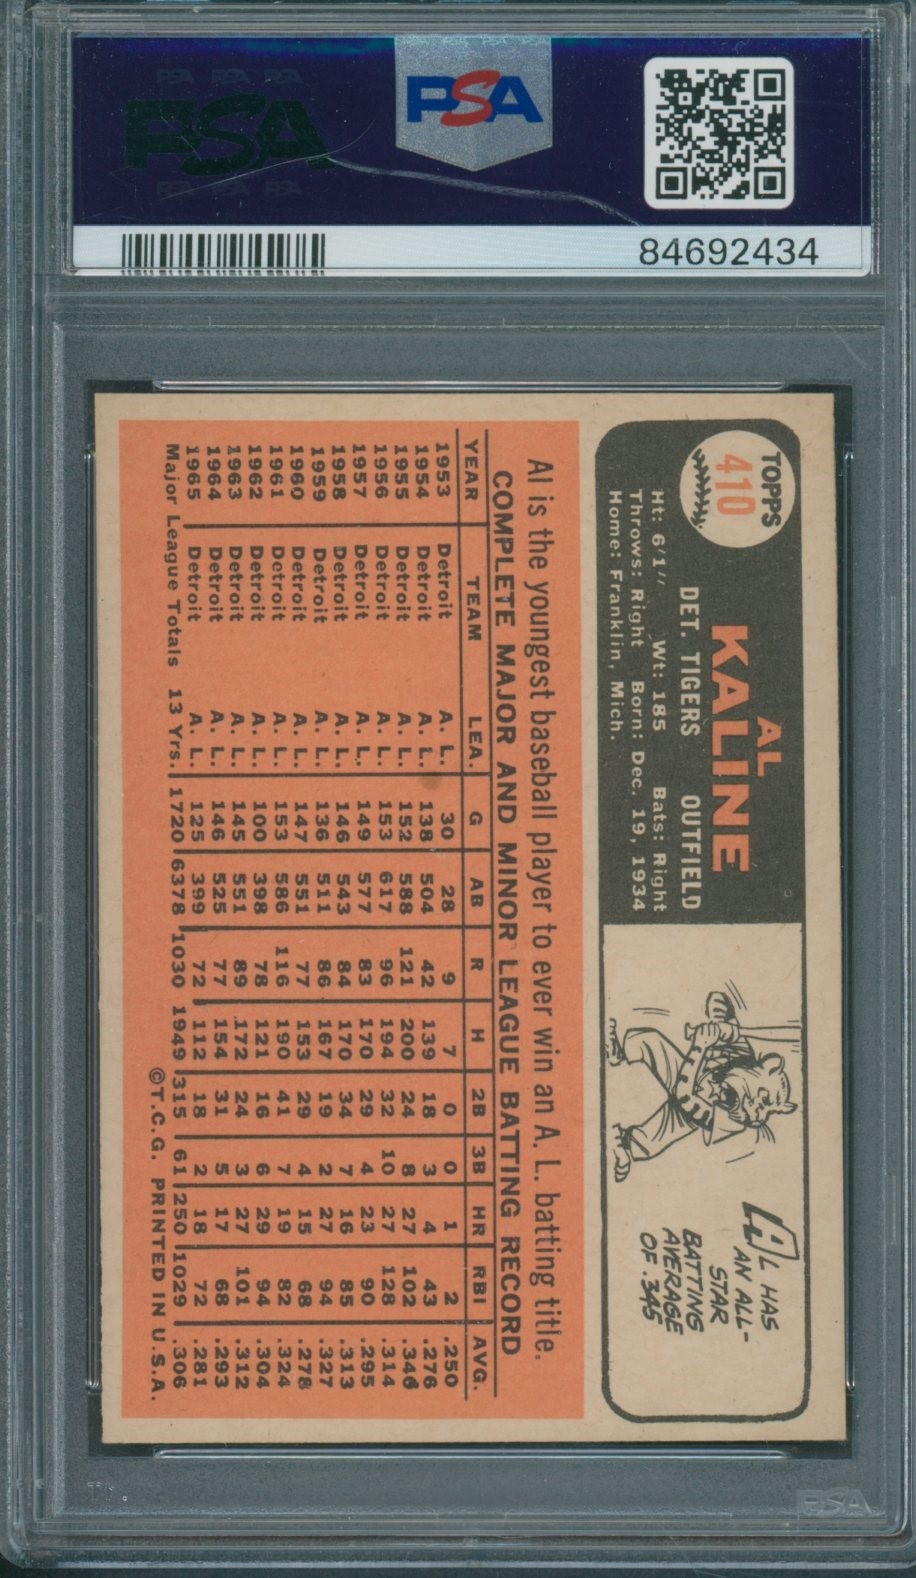 PSA PSA PSA
PSA
PSA PSA PSA
PSA
84692434
TOPPS
410
AL
KALINE
DET. TIGERS OUTFIELD
Ht: 6'1" Wt: 185 Bats: Right
Throws: Right Born: Dec. 19, 1934
Home: Franklin, Mich.
AL HAS
AN ALL-
STAR
BATTING
AVERAGE
OF .345
Al is the youngest baseball player to ever win an A. L. batting title.
COMPLETE MAJOR AND MINOR LEAGUE BATTING RECORD
YEAR TEAM LEA. G AB R H 2B 3B HR RBI AVG.
1953 Detroit A. L. 30 28 9 7 0 0 1 2 .250
1954 Detroit A. L. 138 504 42 139 18 3 4 43 .276
1955 Detroit A. L. 152 588 121 200 24 8 27 102 .346
1956 Detroit A. L. 153 617 96 194 32 10 27 128 .314
1957 Detroit A. L. 149 577 83 170 29 4 23 90 .295
1958 Detroit A. L. 146 543 84 170 34 7 16 85 .313
1959 Detroit A. L. 136 511 86 167 19 2 27 94 .327
1960 Detroit A. L. 147 551 77 153 29 4 15 68 .278
1961 Detroit A. L. 153 586 116 190 41 7 19 82 .324
1962 Detroit A. L. 100 398 78 121 16 6 29 94 .304
1963 Detroit A. L. 145 551 89 172 24 3 27 101 .312
1964 Detroit A. L. 146 525 77 154 31 5 17 68 .293
1965 Detroit A. L. 125 399 72 112 18 2 18 72 .281
Major League Totals 13 Yrs. 1720 6378 1030 1949 315 61 250 1029 .306
©T.C.G. PRINTED IN U.S.A.
PSA